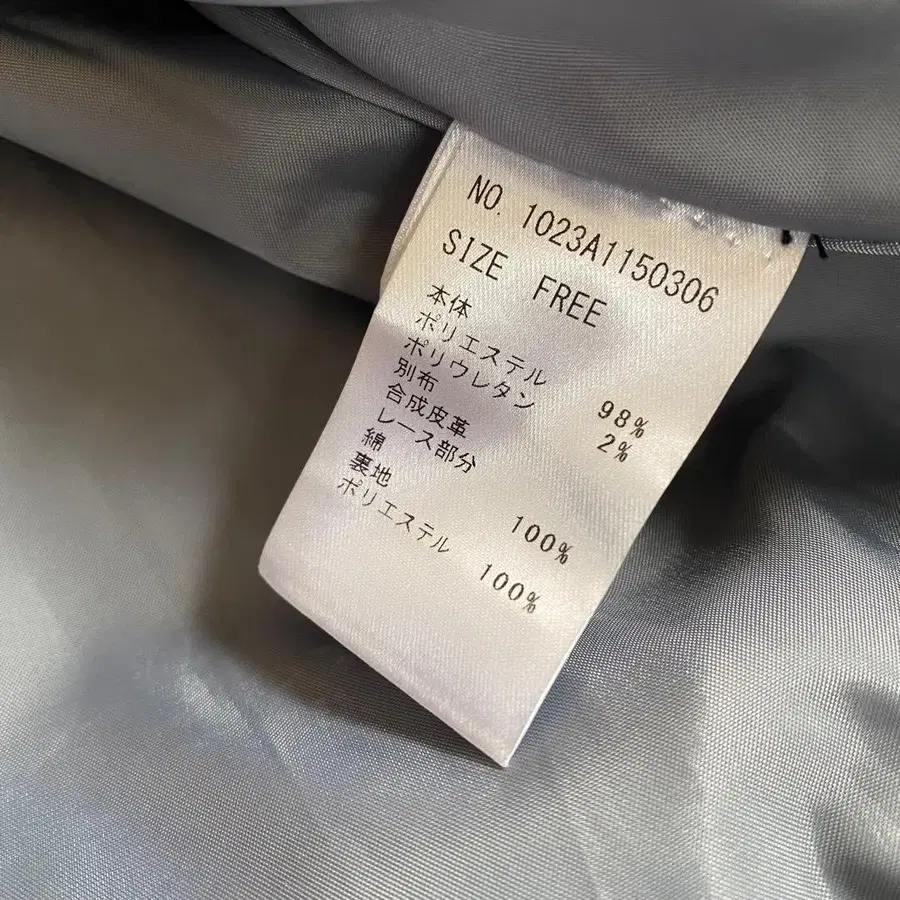 NO. 1023A1150306
SIZE FREE
本体
ポリエステル 98%
ポリウレタン 2%
別布
合成皮革
レース部分
綿 100%
裏地
ポリエステル 100%